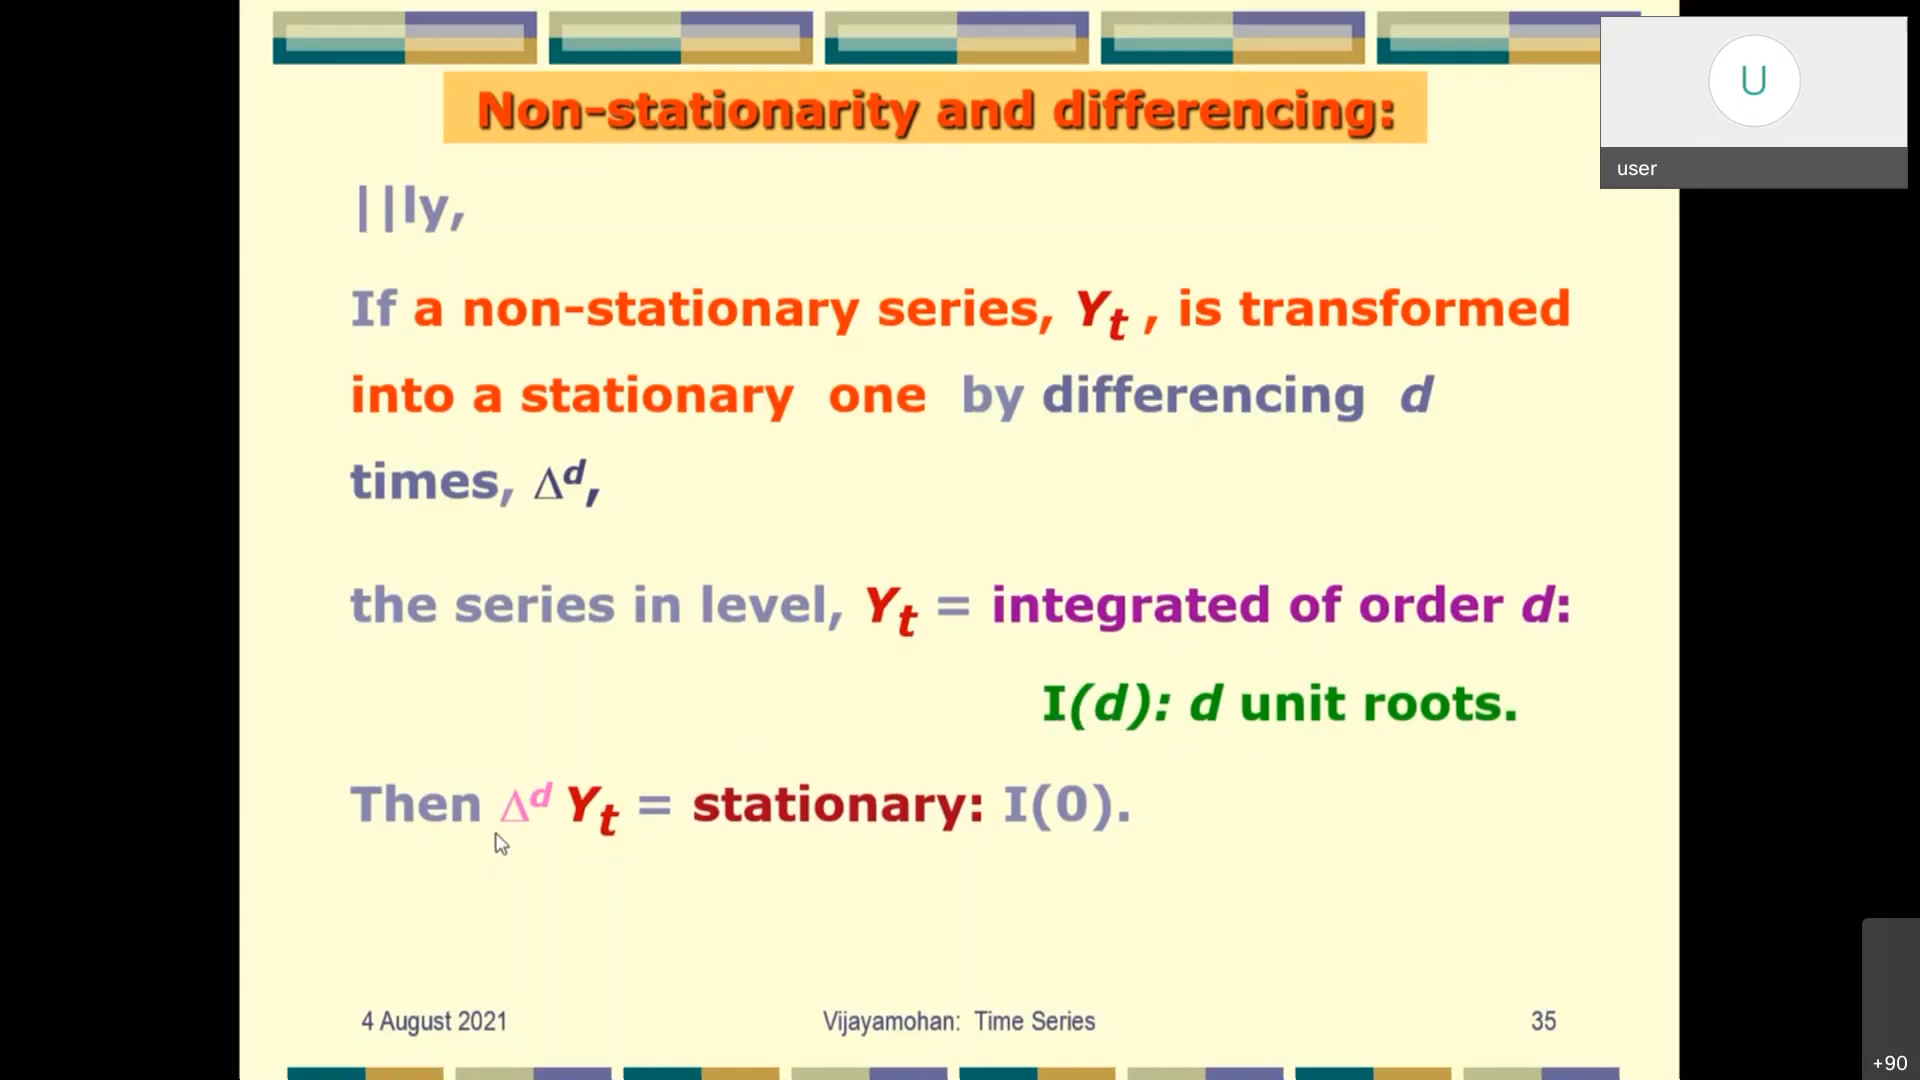 Non-stationarity and differencing:
U
user
||ly,
If a non-stationary series, Yt , is transformed
into a stationary one by differencing d
times, Δd,
the series in level, Yt = integrated of order d:
I(d): d unit roots.
Then Δd Yt = stationary: I(0).
4 August 2021 Vijayamohan: Time Series 35
+90